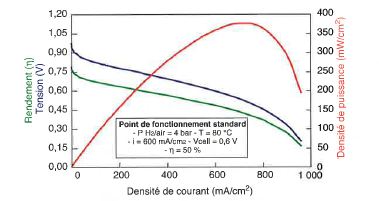 Rendement (η)
Tension (V)
1,20
1,05
0,90
0,75
0,60
0,45
0,30
0,15
0,00
400
375
300
250
200
150
100
50
0
Densité de puissance (mW/cm²)
Point de fonctionnement standard
- P H₂/air = 4 bar - T = 80 °C
- i = 600 mA/cm² - Vcell = 0,6 V
- η = 50 %
0 200 400 600 800 1 000
Densité de courant (mA/cm²)